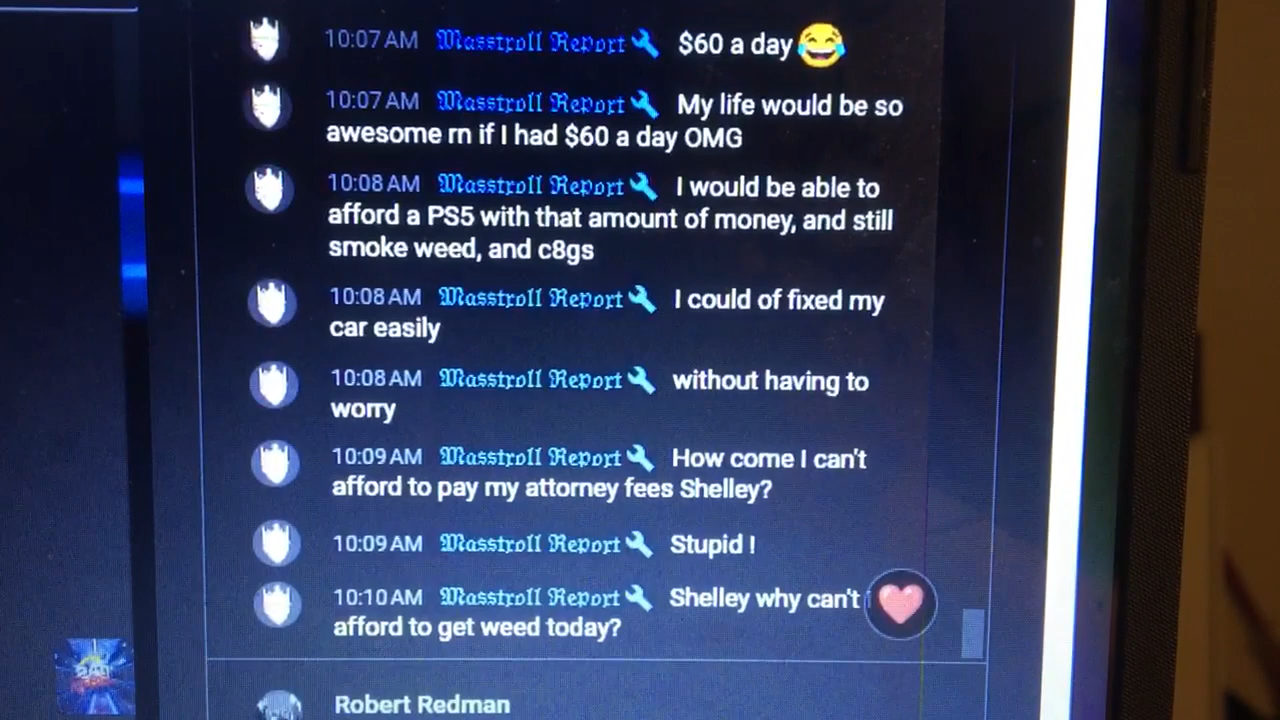 10:07 AM 𝕸asstroll Report🔧 $60 a day😂
10:07 AM Masstroll Report🔧 My life would be so
awesome rn if I had $60 a day OMG
10:08 AM Masstroll Report🔧 I would be able to
afford a PS5 with that amount of money, and still
smoke weed, and c8gs
10:08 AM Masstroll Report🔧 I could of fixed my
car easily
10:08 AM Masstroll Report🔧 without having to
worry
10:09 AM Masstroll Report🔧 How come I can't
afford to pay my attorney fees Shelley?
10:09 AM Masstroll Report🔧 Stupid !
10:10 AM Masstroll Report🔧 Shelley why can't
afford to get weed today?
Robert Redman